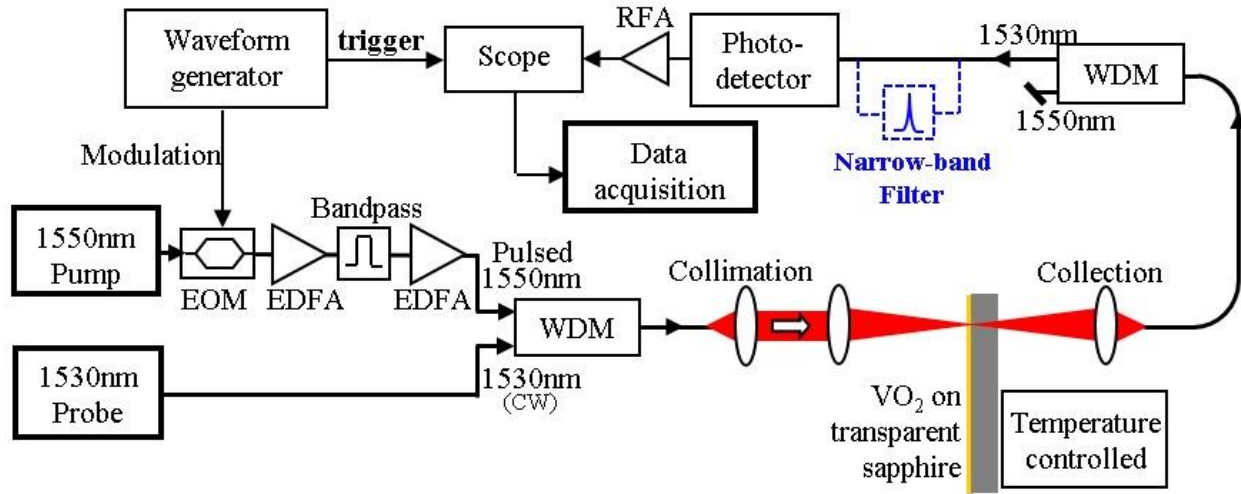 Waveform
generator
trigger
Scope
RFA
Photo-
detector
1530nm
WDM
1550nm
Narrow-band
Filter
Modulation
Data
acquisition
1550nm
Pump
EOM
EDFA
Bandpass
EDFA
Pulsed
1550nm
WDM
1530nm
(CW)
1530nm
Probe
Collimation
Collection
VO₂ on
transparent
sapphire
Temperature
controlled